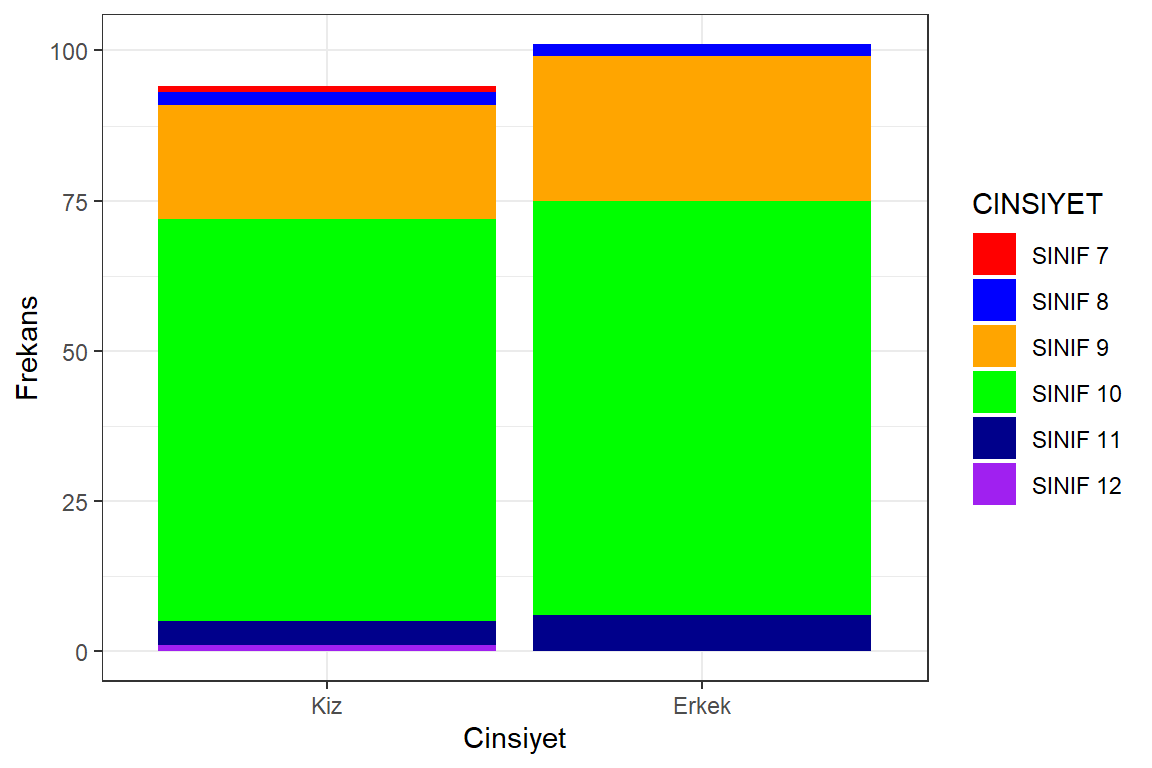 100
75
50
25
0
Frekans
Kiz
Erkek
Cinsiyet
CINSIYET
SINIF 7
SINIF 8
SINIF 9
SINIF 10
SINIF 11
SINIF 12